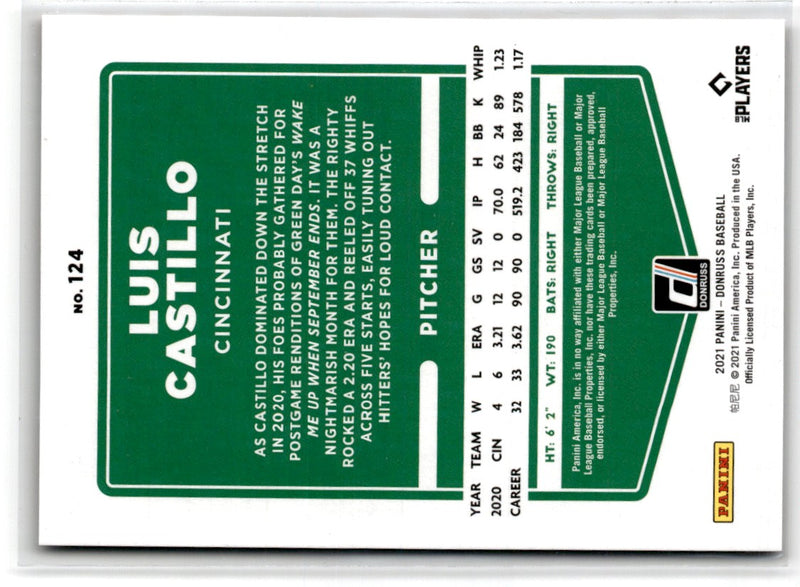 No. 124
LUIS
CASTILLO
CINCINNATI
AS CASTILLO DOMINATED DOWN THE STRETCH
IN 2020, HIS FOES PROBABLY GATHERED FOR
POSTGAME RENDITIONS OF GREEN DAY'S WAKE
ME UP WHEN SEPTEMBER ENDS. IT WAS A
NIGHTMARISH MONTH FOR THEM. THE RIGHTY
ROCKED A 2.20 ERA AND PEELED OFF 37 WHIFFS
ACROSS FIVE STARTS, EASILY TUNING OUT
HITTERS' HOPES FOR LOUD CONTACT.
PITCHER
YEAR TEAM W L ERA G GS SV IP H BB K WHIP
2020 CIN 4 6 3.21 12 12 0 70.0 62 24 89 1.23
CAREER 32 33 3.62 90 90 0 519.2 423 184 578 1.17
HT: 6' 2" WT: 190 BATS: RIGHT THROWS: RIGHT
Panini America, Inc. is in no way affiliated with either Major League Baseball or Major
League Baseball Properties, Inc. nor have these trading cards been prepared, approved,
endorsed, or licensed by either Major League Baseball or Major League Baseball
Properties, Inc.
DONRUSS
2021 PANINI – DONRUSS BASEBALL
帕尼尼 © 2021 Panini America, Inc. Produced in the USA.
Officially Licensed Product of MLB Players, Inc.
PANINI
MLB PLAYERS